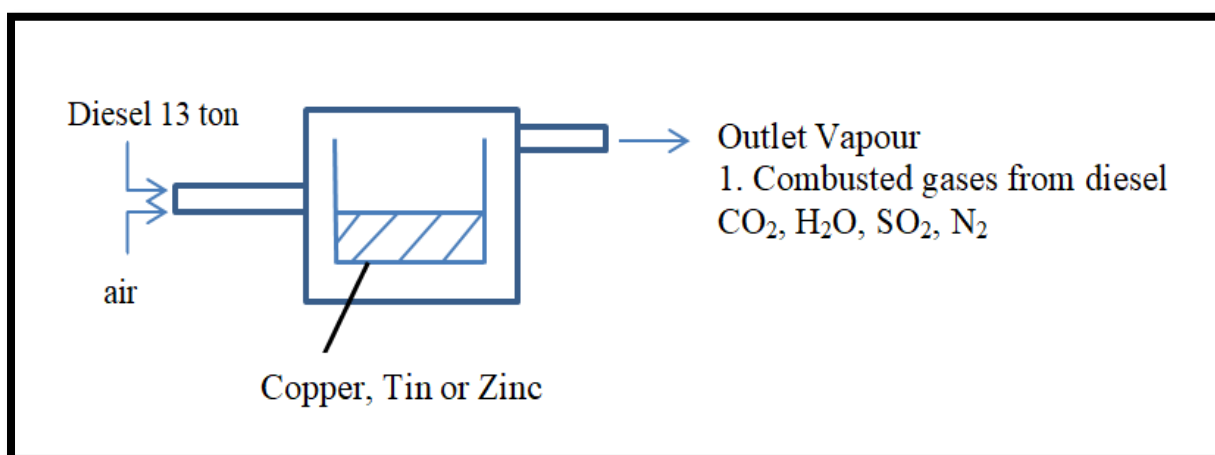 Diesel 13 ton
air
Copper, Tin or Zinc
Outlet Vapour
1. Combusted gases from diesel
CO₂, H₂O, SO₂, N₂